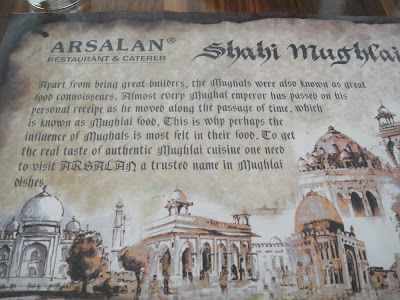 ARSALAN®
RESTAURANT & CATERER
Shahi Mughlai
Apart from being great builders, the Mughals were also known as great
food connoisseurs. Almost every Mughal emperor has passed on his
personal receipe as he moved along the passage of time, which
is known as Mughlai food. This is why perhaps the
influence of Mughals is most felt in their food. To get
the real taste of authentic Mughlai cuisine one need
to visit ARSALAN a trusted name in Mughlai
dishes.